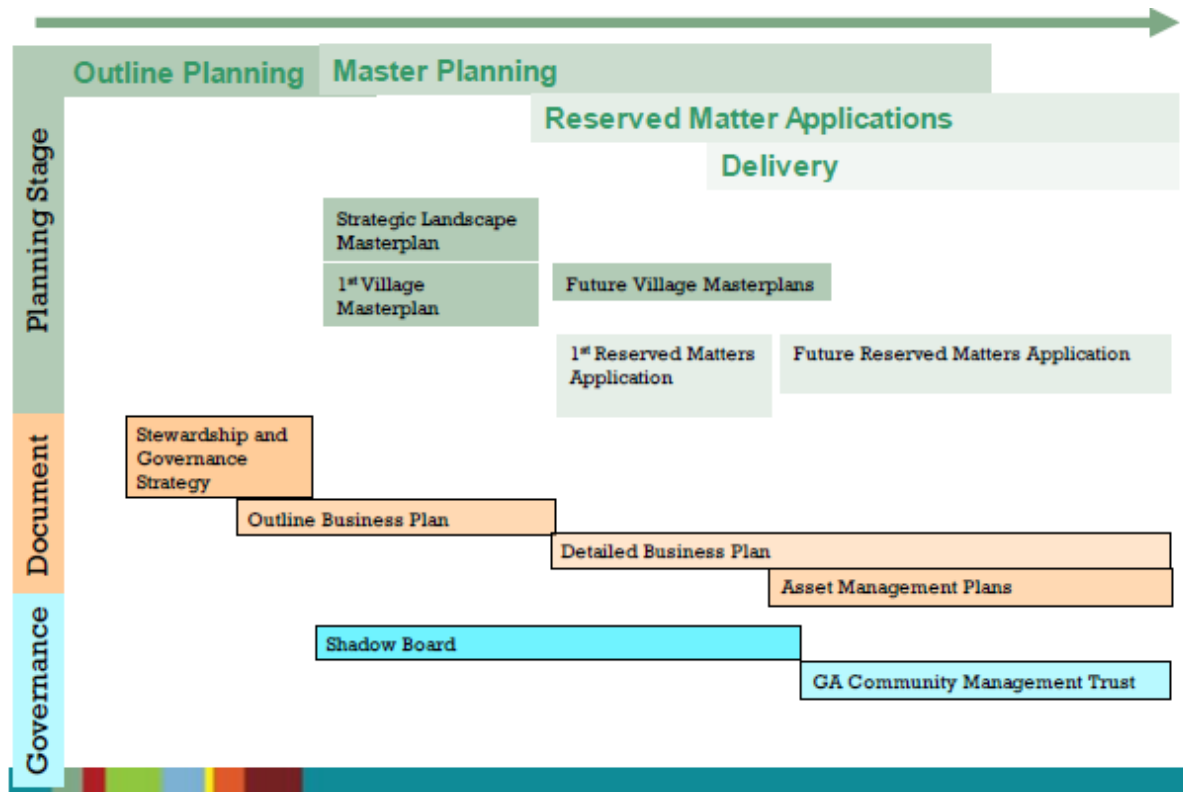 Outline Planning
Master Planning
Reserved Matter Applications
Delivery
Planning Stage
Strategic Landscape
Masterplan
1st Village
Masterplan
Future Village Masterplans
1st Reserved Matters
Application
Future Reserved Matters Application
Document
Stewardship and
Governance
Strategy
Outline Business Plan
Detailed Business Plan
Asset Management Plans
Governance
Shadow Board
GA Community Management Trust